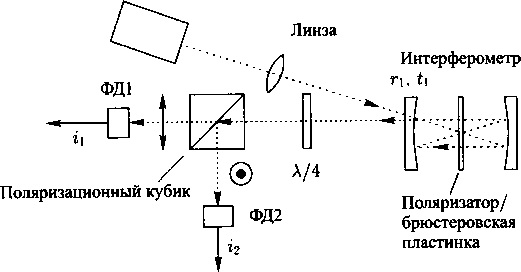 Линза
Интерферометр
r₁, t₁
ФД1
i₁
λ/4
Поляризационный кубик
ФД2
i₂
Поляризатор/
брюстеровская
пластинка